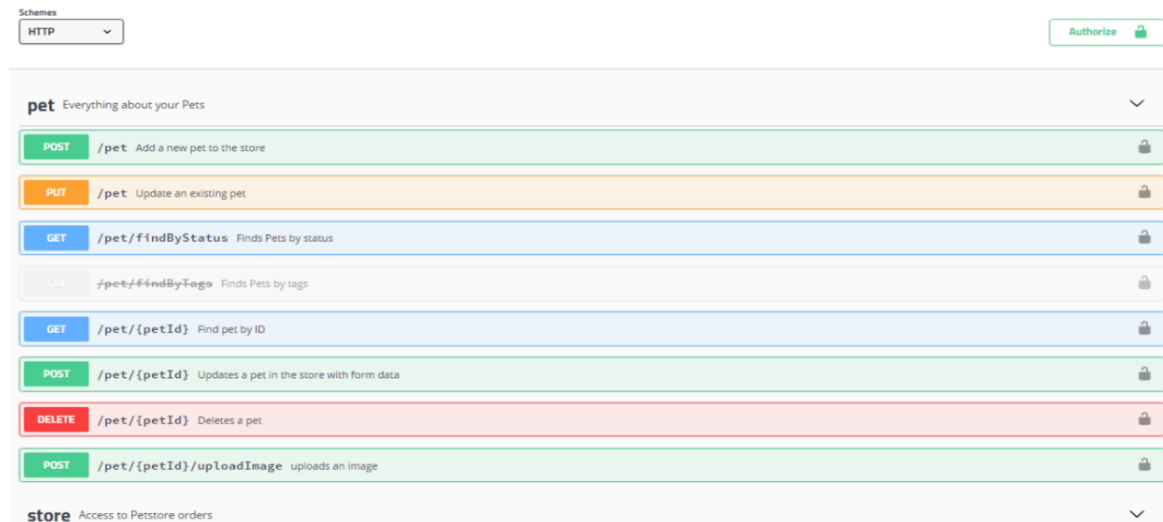 Schemes
HTTP
Authorize
pet Everything about your Pets
POST /pet Add a new pet to the store
PUT /pet Update an existing pet
GET /pet/findByStatus Finds Pets by status
GET /pet/findByTags Finds Pets by tags
GET /pet/{petId} Find pet by ID
POST /pet/{petId} Updates a pet in the store with form data
DELETE /pet/{petId} Deletes a pet
POST /pet/{petId}/uploadImage uploads an image
store Access to Petstore orders